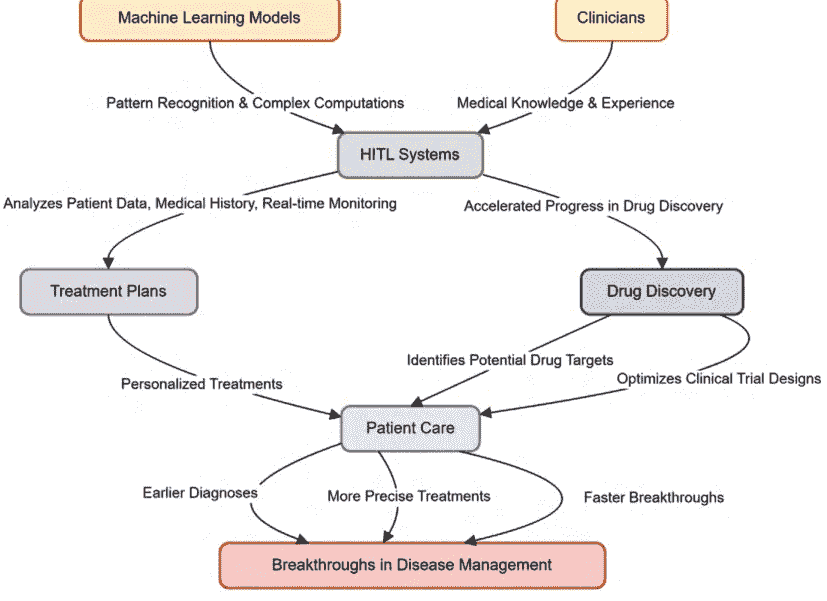 Machine Learning Models
Clinicians
Pattern Recognition & Complex Computations
Medical Knowledge & Experience
HITL Systems
Analyzes Patient Data, Medical History, Real-time Monitoring
Accelerated Progress in Drug Discovery
Treatment Plans
Drug Discovery
Identifies Potential Drug Targets
Optimizes Clinical Trial Designs
Personalized Treatments
Patient Care
Earlier Diagnoses
More Precise Treatments
Faster Breakthroughs
Breakthroughs in Disease Management